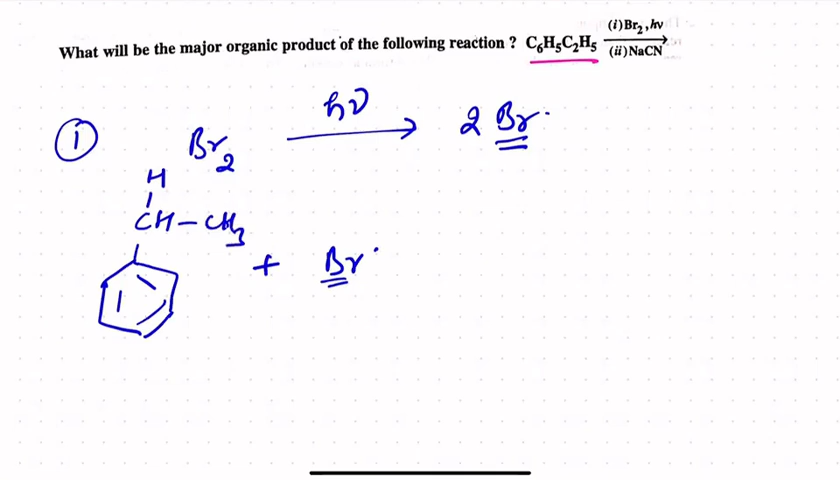 What will be the major organic product of the following reaction ? C₆H₅C₂H₅ (i)Br₂, hν
(ii)NaCN
① Br₂ hν 2 Br·
H
CH–CH₃
+ Br·